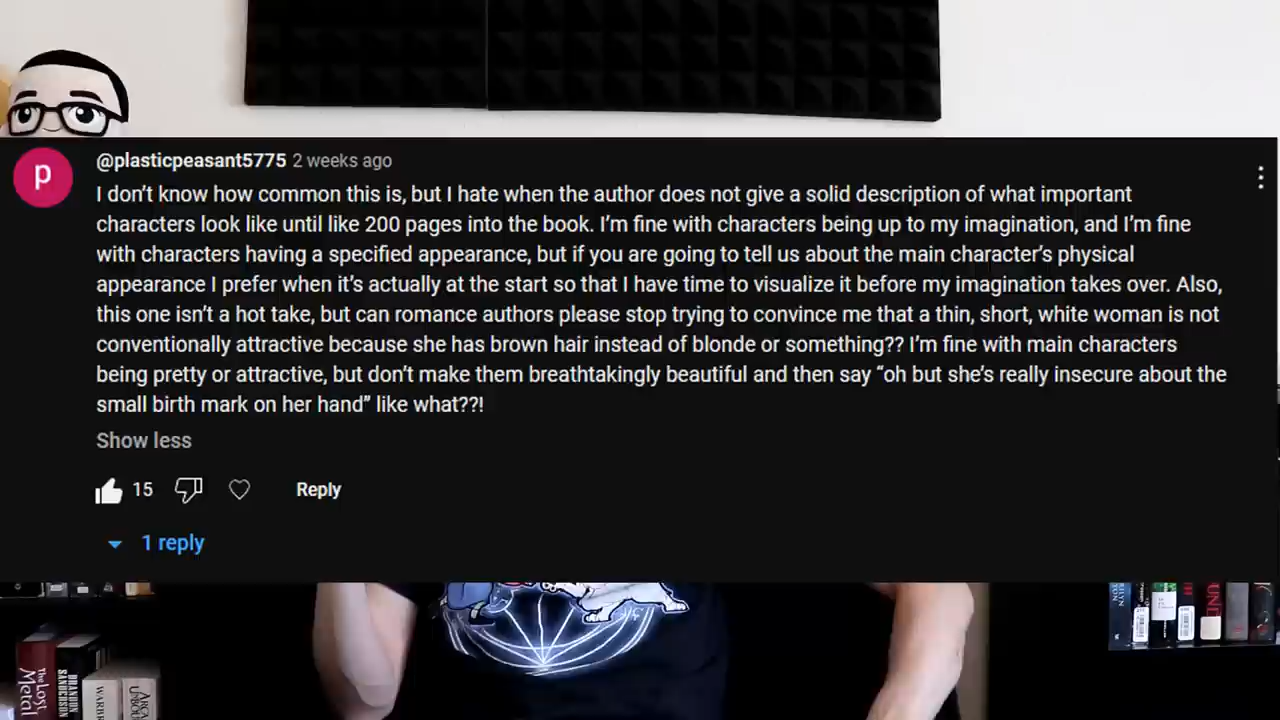 @plasticpeasant5775 2 weeks ago
I don't know how common this is, but I hate when the author does not give a solid description of what important
characters look like until like 200 pages into the book. I'm fine with characters being up to my imagination, and I'm fine
with characters having a specified appearance, but if you are going to tell us about the main character's physical
appearance I prefer when it's actually at the start so that I have time to visualize it before my imagination takes over. Also,
this one isn't a hot take, but can romance authors please stop trying to convince me that a thin, short, white woman is not
conventionally attractive because she has brown hair instead of blonde or something?? I'm fine with main characters
being pretty or attractive, but don't make them breathtakingly beautiful and then say “oh but she's really insecure about the
small birth mark on her hand” like what??!
Show less
15
Reply
1 reply
P
The Lost
Metal
BRANDON
SANDERSON
WARBR
ARCA
UNBOU